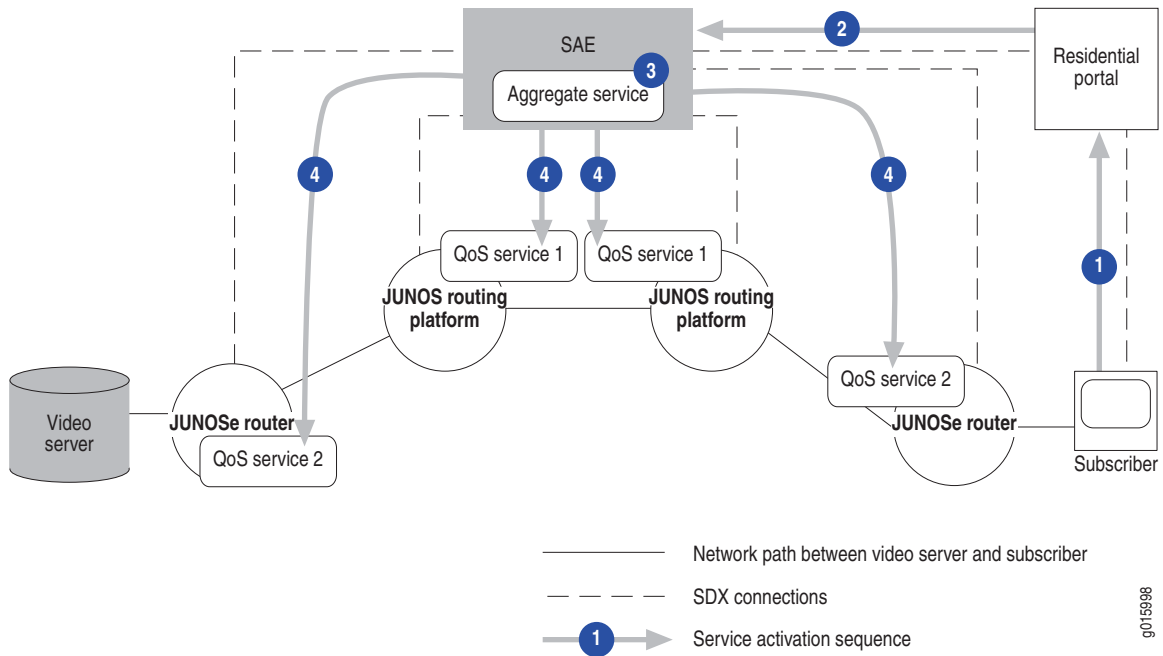 SAE
2
Residential
portal
3
Aggregate service
4
4
4
4
QoS service 1
QoS service 1
1
JUNOS routing
platform
JUNOS routing
platform
QoS service 2
Video
server
JUNOSe router
QoS service 2
JUNOSe router
Subscriber
Network path between video server and subscriber
SDX connections
1
Service activation sequence
g015998